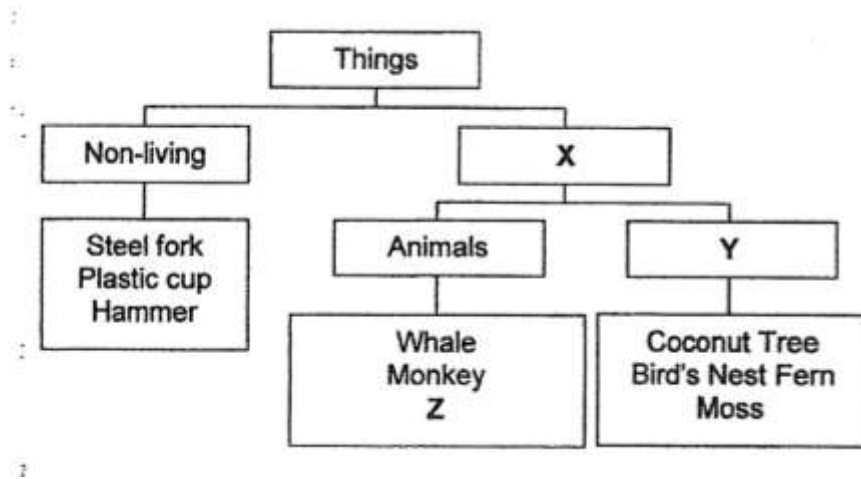 Things
Non-living
X
Steel fork
Plastic cup
Hammer
Animals
Y
Whale
Monkey
Z
Coconut Tree
Bird's Nest Fern
Moss